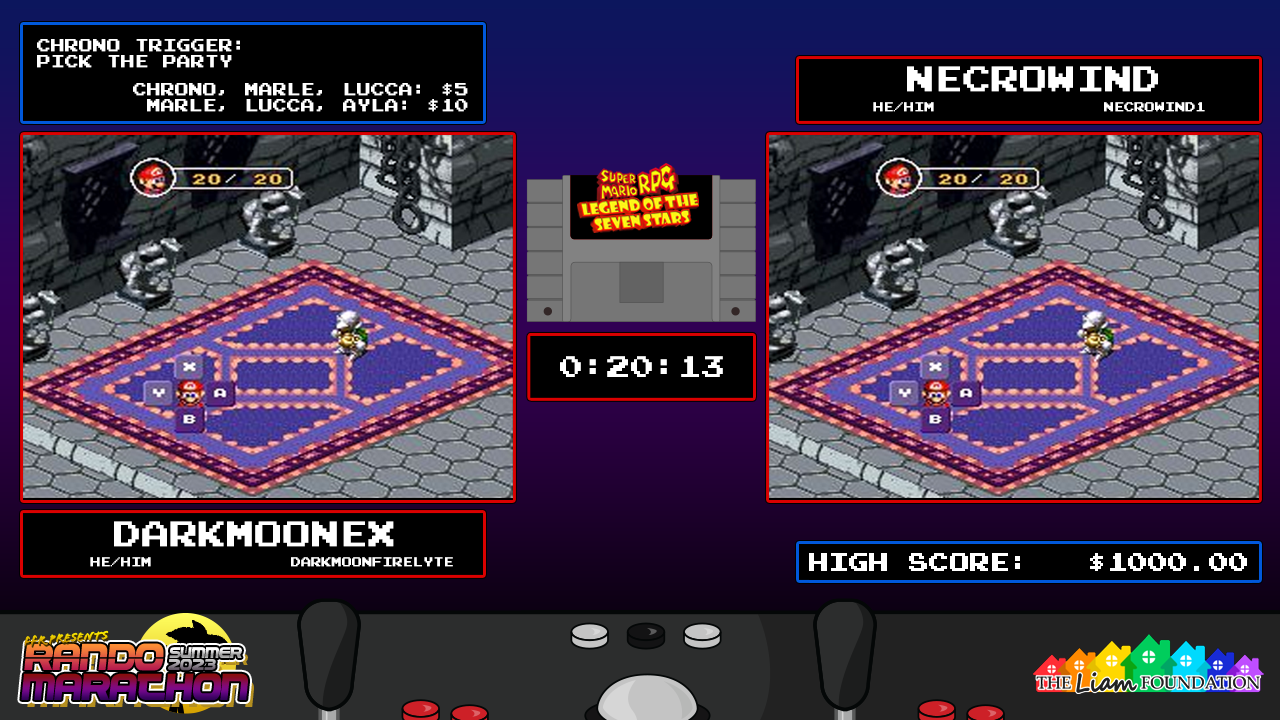 CHRONO TRIGGER:
PICK THE PARTY
CHRONO, MARLE, LUCCA: $5
MARLE, LUCCA, AYLA: $10
NECROWIND
HE/HIM NECROWIND1
20/ 20
X
Y A
B
SUPER
MARIO RPG
LEGEND OF THE
SEVEN STARS
0:20:13
20/ 20
X
Y A
B
DARKMOONEX
HE/HIM DARKMOONFIRELYTE
HIGH SCORE: $1000.00
PRESENTS
RANDO SUMMER
2023
MARATHON
THE Liam FOUNDATION